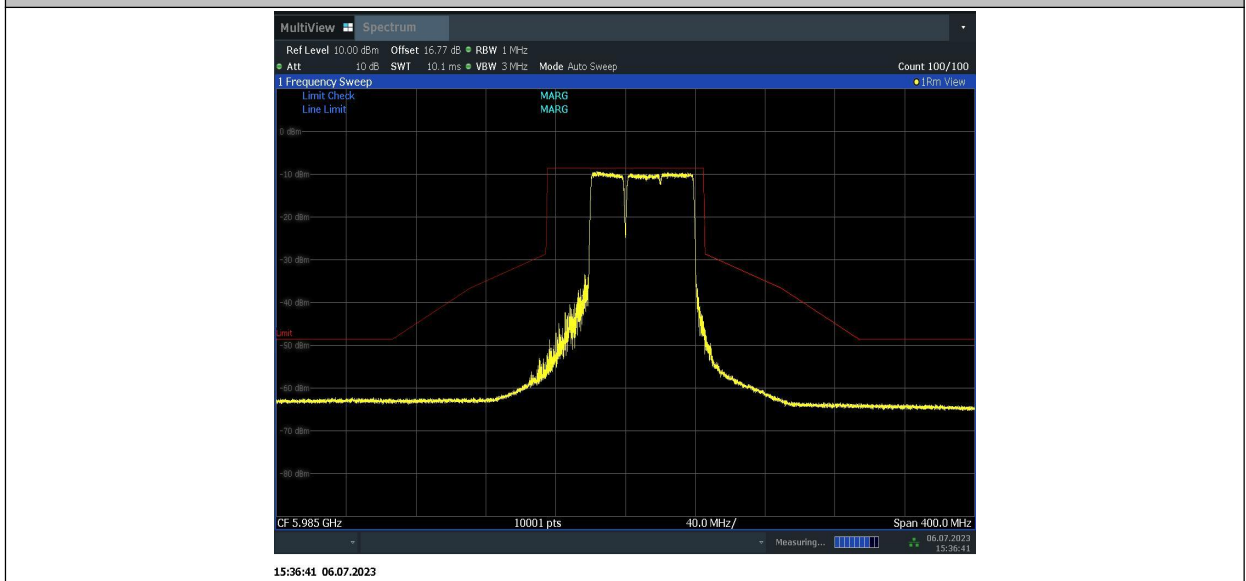 MultiView Spectrum
Ref Level 10.00 dBm Offset 16.77 dB RBW 1 MHz
Att 10 dB SWT 10.1 ms VBW 3 MHz Mode Auto Sweep Count 100/100
1 Frequency Sweep 1Rm View
Limit Check MARG
Line Limit MARG
0 dBm
-10 dBm
-20 dBm
-30 dBm
-40 dBm
Limit
-50 dBm
-60 dBm
-70 dBm
-80 dBm
CF 5.985 GHz 10001 pts 40.0 MHz/ Span 400.0 MHz
Measuring... 06.07.2023
15:36:41
15:36:41 06.07.2023